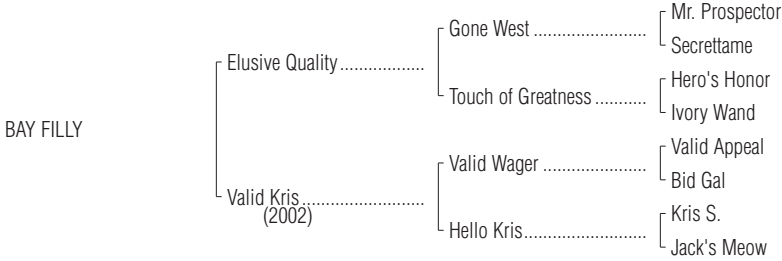 Mr. Prospector
Gone West ........................
Secrettame
Elusive Quality ..................
Hero's Honor
Touch of Greatness ...........
Ivory Wand
BAY FILLY
Valid Appeal
Valid Wager ......................
Bid Gal
Valid Kris ..........................
(2002)
Kris S.
Hello Kris ..........................
Jack's Meow